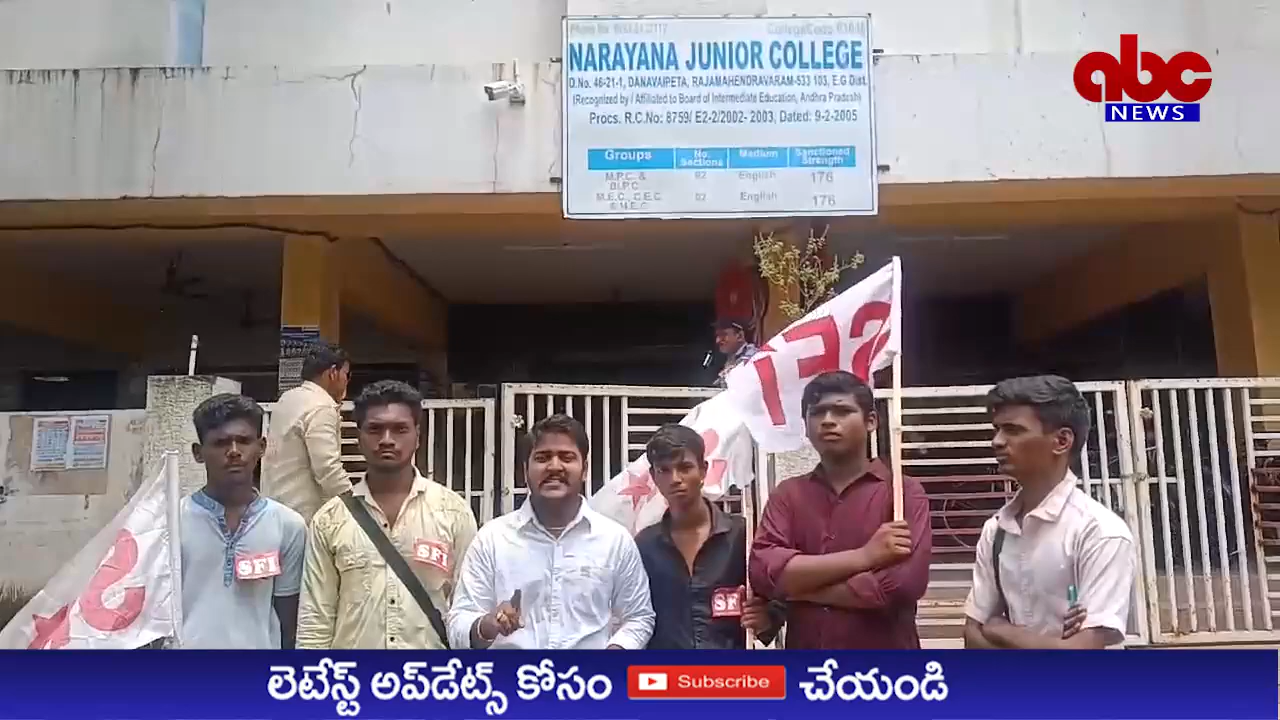 NARAYANA JUNIOR COLLEGE
D.No. 46-21-1, DANAVAIPETA, RAJAMAHENDRAVARAM-533 103, E.G Dist.
(Recognized by / Affiliated to Board of Intermediate Education, Andhra Pradesh)
Procs. R.C.No: 8759/ E2-2/2002- 2003, Dated: 9-2-2005
Groups No. Sections Medium Sanctioned Strength
M.P.C. & Bi.P.C 02 English 176
M.E.C., C.E.C & H.E.C 02 English 176
abc
NEWS
SFI
SFI
SFI
SFI
లెటేస్ట్ అప్‌డేట్స్ కోసం Subscribe చేయండి